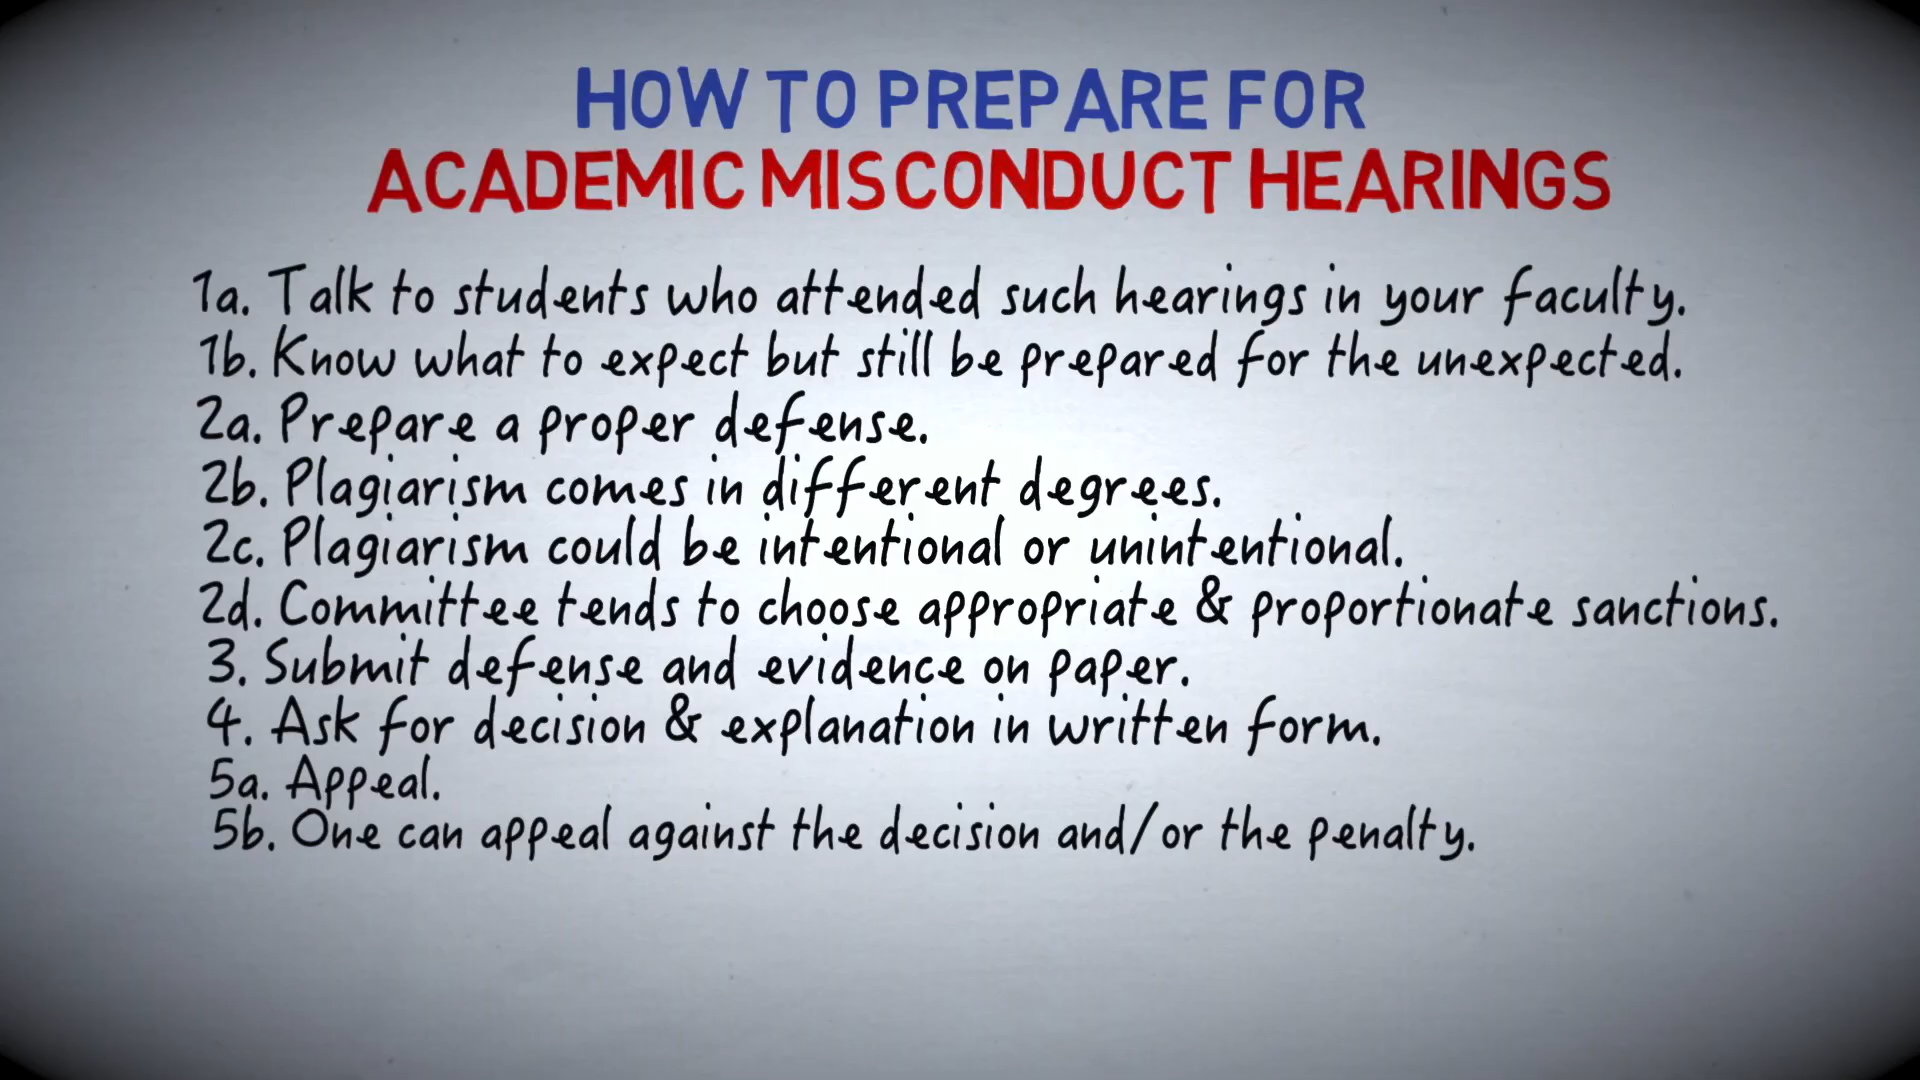 HOW TO PREPARE FOR
ACADEMIC MISCONDUCT HEARINGS
1a. Talk to students who attended such hearings in your faculty.
1b. Know what to expect but still be prepared for the unexpected.
2a. Prepare a proper defense.
2b. Plagiarism comes in different degrees.
2c. Plagiarism could be intentional or unintentional.
2d. Committee tends to choose appropriate & proportionate sanctions.
3. Submit defense and evidence on paper.
4. Ask for decision & explanation in written form.
5a. Appeal.
5b. One can appeal against the decision and/or the penalty.